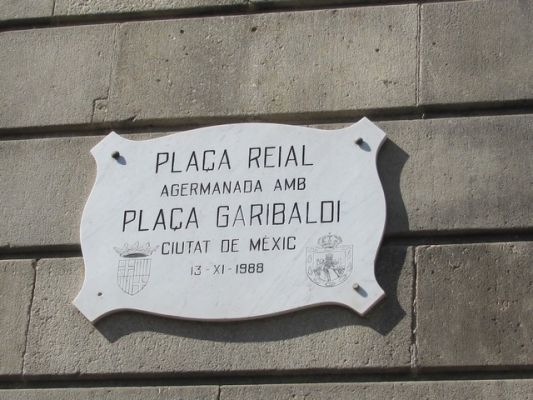 PLAÇA REIAL
AGERMANADA AMB
PLAÇA GARIBALDI
CIUTAT DE MÈXIC
13-XI-1988